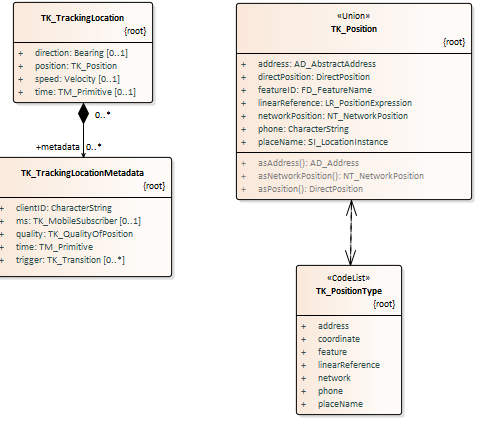 TK_TrackingLocation
{root}
+ direction: Bearing [0..1]
+ position: TK_Position
+ speed: Velocity [0..1]
+ time: TM_Primitive [0..1]
0..*
+metadata 0..*
TK_TrackingLocationMetadata
{root}
+ clientID: CharacterString
+ ms: TK_MobileSubscriber [0..1]
+ quality: TK_QualityOfPosition
+ time: TM_Primitive
+ trigger: TK_Transition [0..*]
«Union»
TK_Position
{root}
+ address: AD_AbstractAddress
+ directPosition: DirectPosition
+ featureID: FD_FeatureName
+ linearReference: LR_PositionExpression
+ networkPosition: NT_NetworkPosition
+ phone: CharacterString
+ placeName: SI_LocationInstance
+ asAddress(): AD_Address
+ asNetworkPosition(): NT_NetworkPosition
+ asPosition(): DirectPosition
«CodeList»
TK_PositionType
{root}
+ address
+ coordinate
+ feature
+ linearReference
+ network
+ phone
+ placeName